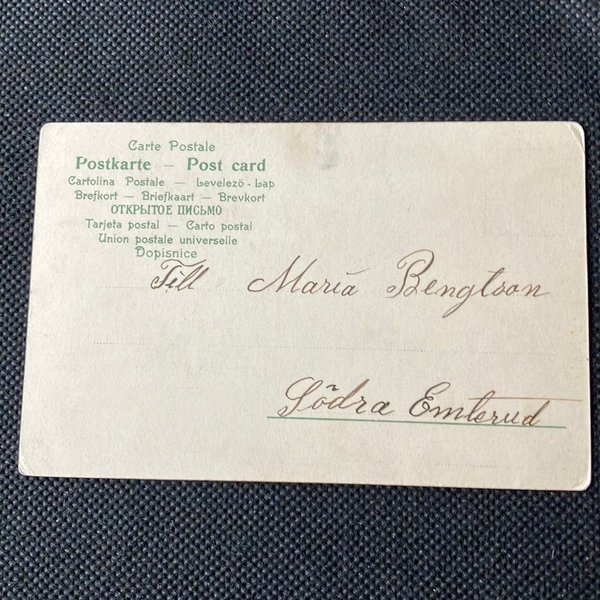 Carte Postale
Postkarte — Post card
Cartolina Postale — Levelező-Lap
Brefkort — Briefkaart — Brevkort
ОТКРЫТОЕ ПИСЬМО
Tarjeta postal — Carto postal
Union postale universelle
Dopisnice
Till Maria Bengtson
Södra Emterud